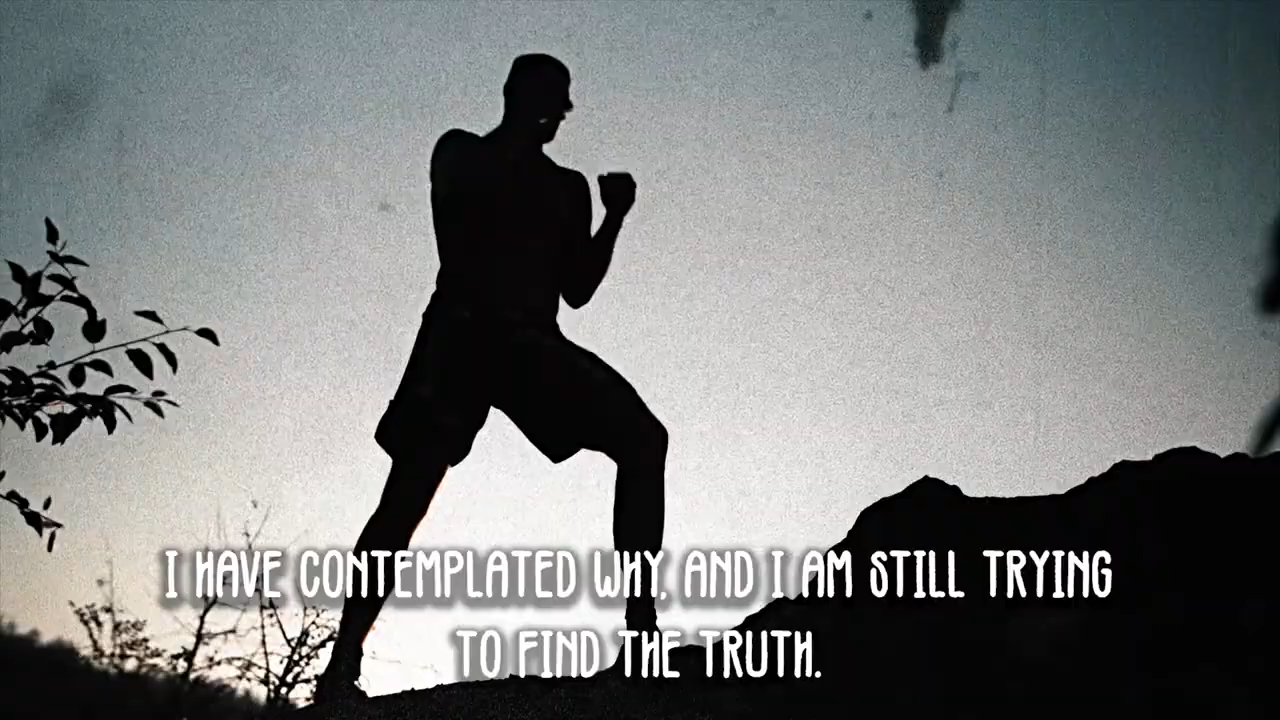 I HAVE CONTEMPLATED WHY, AND I AM STILL TRYING
TO FIND THE TRUTH.